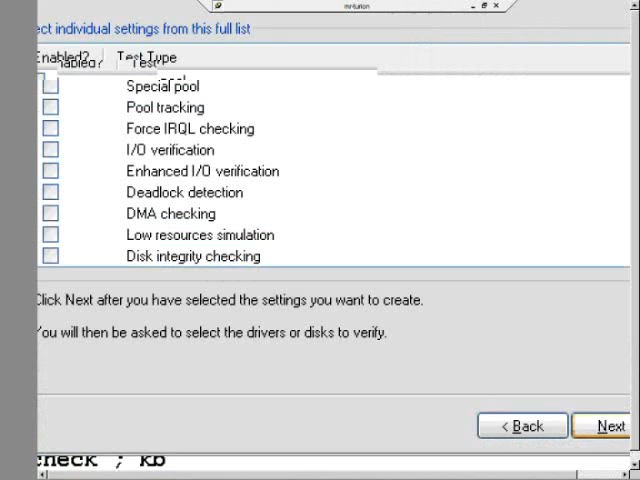 ect individual settings from this full list
Enabled? Test Type
nabled? Test
Special pool
Pool tracking
Force IRQL checking
I/O verification
Enhanced I/O verification
Deadlock detection
DMA checking
Low resources simulation
Disk integrity checking
Click Next after you have selected the settings you want to create.
You will then be asked to select the drivers or disks to verify.
< Back Next
check ; kb